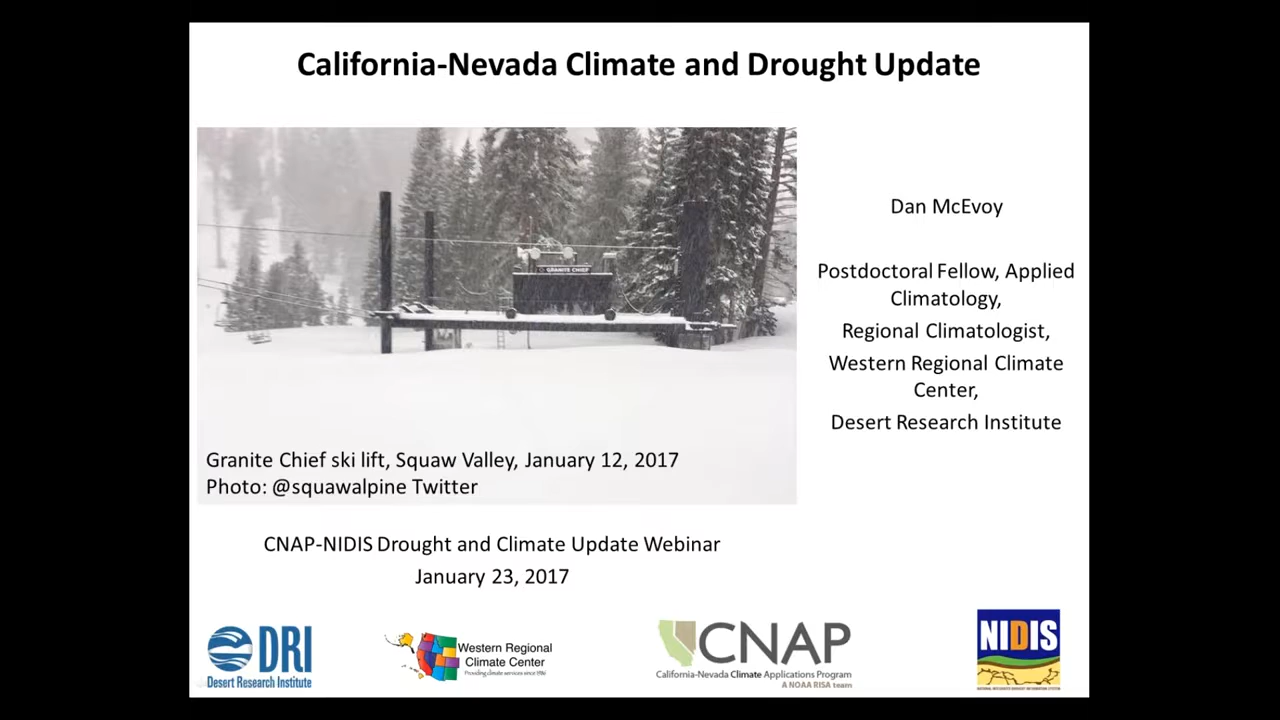 California-Nevada Climate and Drought Update
GRANITE CHIEF
Granite Chief ski lift, Squaw Valley, January 12, 2017
Photo: @squawalpine Twitter
Dan McEvoy
Postdoctoral Fellow, Applied
Climatology,
Regional Climatologist,
Western Regional Climate
Center,
Desert Research Institute
CNAP-NIDIS Drought and Climate Update Webinar
January 23, 2017
DRI
Desert Research Institute
Western Regional
Climate Center
Providing climate services since 1986
CNAP
California-Nevada Climate Applications Program
A NOAA RISA team
NIDIS
NATIONAL INTEGRATED DROUGHT INFORMATION SYSTEM